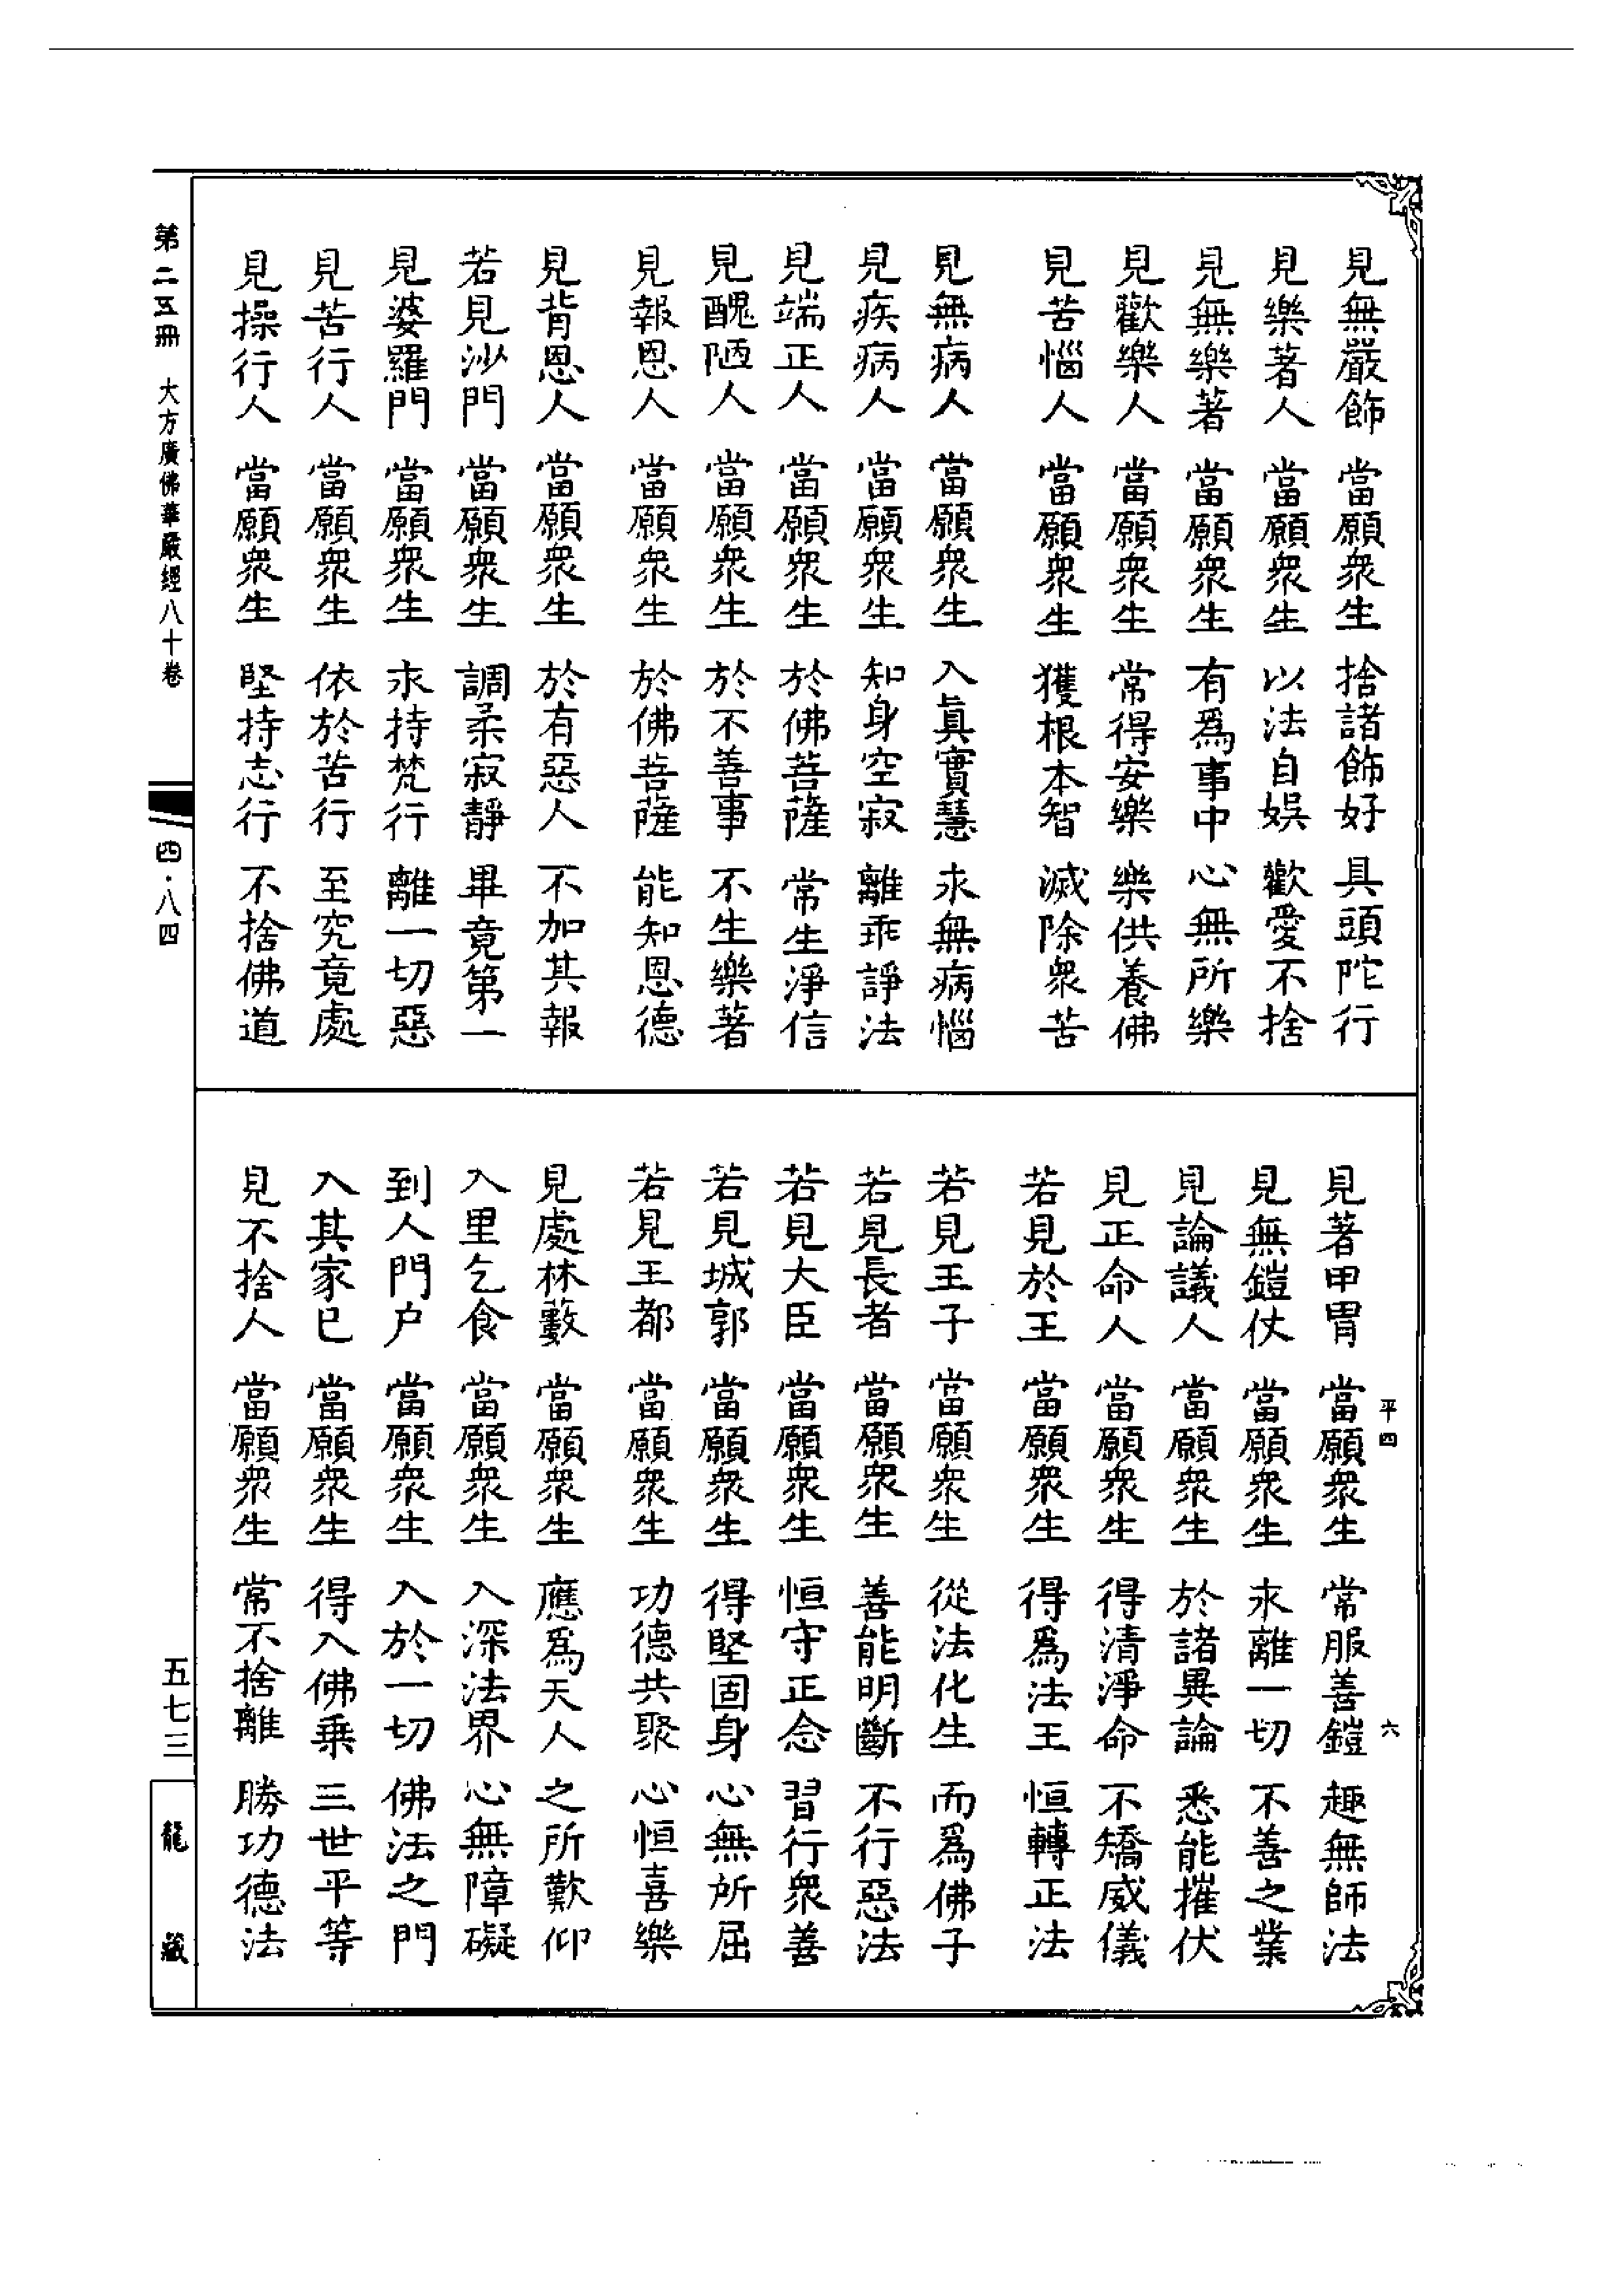 見無嚴飾 當願衆生 捨諸飾好 具頭陀行
見樂著人 當願衆生 以法自娛 歡愛不捨
見無樂著 當願衆生 有爲事中 心無所樂
見歡樂人 當願衆生 常得安樂 樂供養佛
見苦惱人 當願衆生 獲根本智 滅除衆苦
見無病人 當願衆生 入真實慧 永無病惱
見疾病人 當願衆生 知身空寂 離乖諍法
見端正人 當願衆生 於佛菩薩 常生淨信
見醜陋人 當願衆生 於不善事 不生樂著
見報恩人 當願衆生 於佛菩薩 能知恩德
見背恩人 當願衆生 於有惡人 不加其報
若見沙門 當願衆生 調柔寂靜 畢竟第一
見婆羅門 當願衆生 永持梵行 離一切惡
見苦行人 當願衆生 依於苦行 至究竟處
見操行人 當願衆生 堅持志行 不捨佛道
平四 六
見著甲胄 當願衆生 常服善鎧 趣無師法
見無鎧仗 當願衆生 永離一切 不善之業
見論議人 當願衆生 於諸異論 悉能摧伏
見正命人 當願衆生 得清淨命 不矯威儀
若見於王 當願衆生 得爲法王 恒轉正法
若見王子 當願衆生 從法化生 而爲佛子
若見長者 當願衆生 善能明斷 不行惡法
若見大臣 當願衆生 恒守正念 習行衆善
若見城郭 當願衆生 得堅固身 心無所屈
若見王都 當願衆生 功德共聚 心恒喜樂
見處林藪 當願衆生 應爲天人 之所歎仰
入里乞食 當願衆生 入深法界 心無障礙
到人門户 當願衆生 入於一切 佛法之門
入其家已 當願衆生 得入佛乘 三世平等
見不捨人 當願衆生 常不捨離 勝功德法
第二五冊 大方廣佛華嚴經八十卷 四·八四 五七三 龍藏